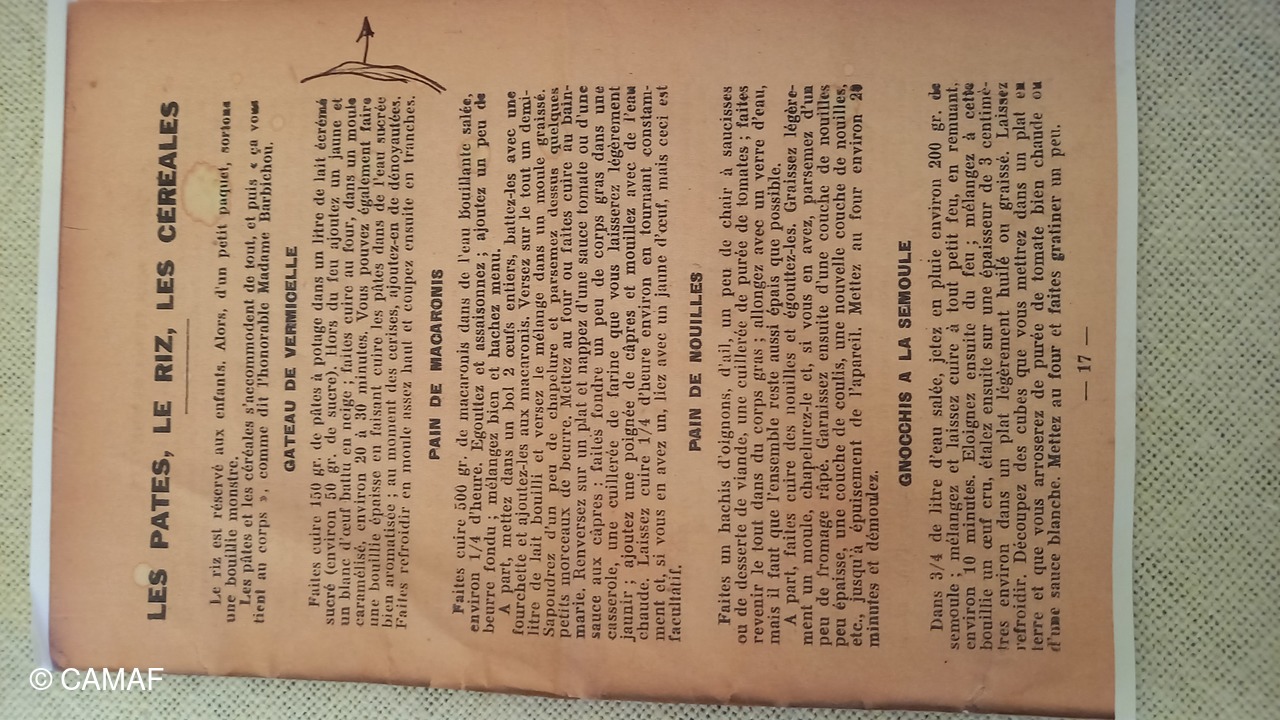 LES PATES, LE RIZ, LES CEREALES
Le riz est réservé aux enfants. Alors, d'un petit paquet, sortons
une bouillie monstre.
Les pâtes et les céréales s'accommodent de tout, et puis « ça vous
tient au corps », comme dit l'honorable Madame Barbichou.
GATEAU DE VERMICELLE
Faites cuire 150 gr. de pâtes à potage dans un litre de lait écrémé
sucré (environ 50 gr. de sucre). Hors du feu ajoutez un jaune et
un blanc d'œuf battu en neige ; faites cuire au four, dans un moule
caramélisé, environ 20 à 30 minutes. Vous pouvez également faire
une bouillie épaisse en faisant cuire les pâtes dans de l'eau sucrée
bien aromatisée ; au moment des cerises, ajoutez-en de dénoyautées.
Faites refroidir en moule assez haut et coupez ensuite en tranches.
PAIN DE MACARONIS
Faites cuire 500 gr. de macaronis dans de l'eau bouillante salée,
environ 1/4 d'heure. Egouttez et assaisonnez ; ajoutez un peu de
beurre fondu ; mélangez bien et hachez menu.
A part, mettez dans un bol 2 œufs entiers, battez-les avec une
fourchette et ajoutez-les aux macaronis. Versez sur le tout un demi-
litre de lait bouilli et versez le mélange dans un moule graissé.
Sapoudrez d'un peu de chapelure et parsemez dessus quelques
petits morceaux de beurre. Mettez au four ou faites cuire au bain-
marie. Renversez sur un plat et nappez d'une sauce tomate ou d'une
sauce aux câpres : faites fondre un peu de corps gras dans une
casserole, une cuillerée de farine que vous laisserez légèrement
jaunir ; ajoutez une poignée de câpres et mouillez avec de l'eau
chaude. Laissez cuire 1/4 d'heure environ en tournant constam-
ment et, si vous en avez un, liez avec un jaune d'œuf, mais ceci est
facultatif.
PAIN DE NOUILLES
Faites un hachis d'oignons, d'ail, un peu de chair à saucisses
ou de desserte de viande, une cuillerée de purée de tomates ; faites
revenir le tout dans du corps gras ; allongez avec un verre d'eau,
mais il faut que l'ensemble reste aussi épais que possible.
A part, faites cuire des nouilles et égouttez-les. Graissez légère-
ment un moule, chapelurez-le et, si vous en avez, parsemez d'un
peu de fromage râpé. Garnissez ensuite d'une couche de nouilles
peu épaisse, une couche de coulis, une nouvelle couche de nouilles,
etc., jusqu'à épuisement de l'appareil. Mettez au four environ 20
minutes et démoulez.
GNOCCHIS A LA SEMOULE
Dans 3/4 de litre d'eau salée, jetez en pluie environ 200 gr. de
semoule ; mélangez et laissez cuire à tout petit feu, en remuant,
environ 10 minutes. Eloignez ensuite du feu ; mélangez à cette
bouillie un œuf cru, étalez ensuite sur une épaisseur de 3 centimè-
tres environ dans un plat légèrement huilé ou graissé. Laissez
refroidir. Decoupez des cubes que vous mettrez dans un plat en
terre et que vous arroserez de purée de tomate bien chaude ou
d'une sauce blanche. Mettez au four et faites gratiner un peu.
— 17 —
© CAMAF